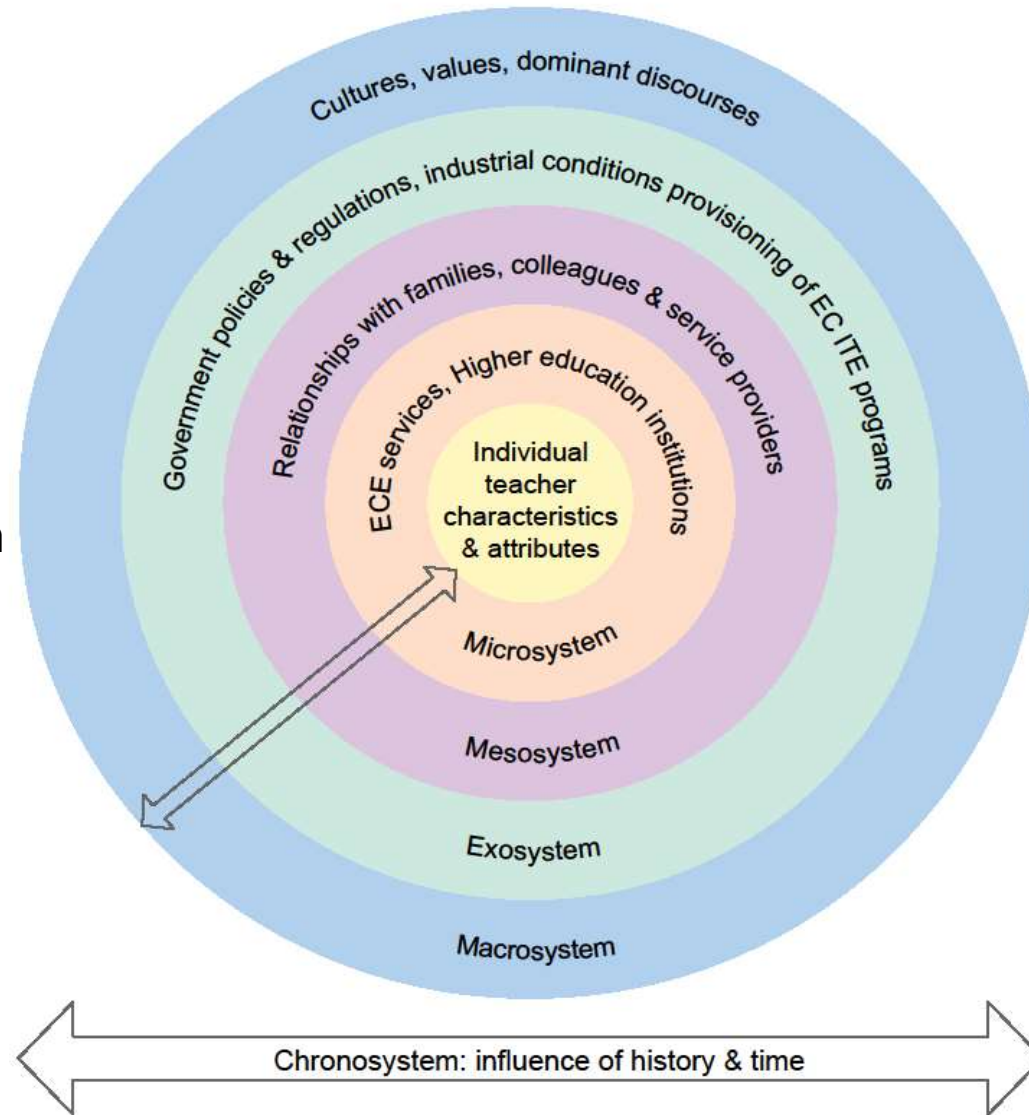 Cultures, values, dominant discourses
Government policies & regulations, industrial conditions provisioning of EC ITE programs
Relationships with families, colleagues & service providers
ECE services, Higher education institutions
Individual
teacher
characteristics
& attributes
Microsystem
Mesosystem
Exosystem
Macrosystem
Chronosystem: influence of history & time